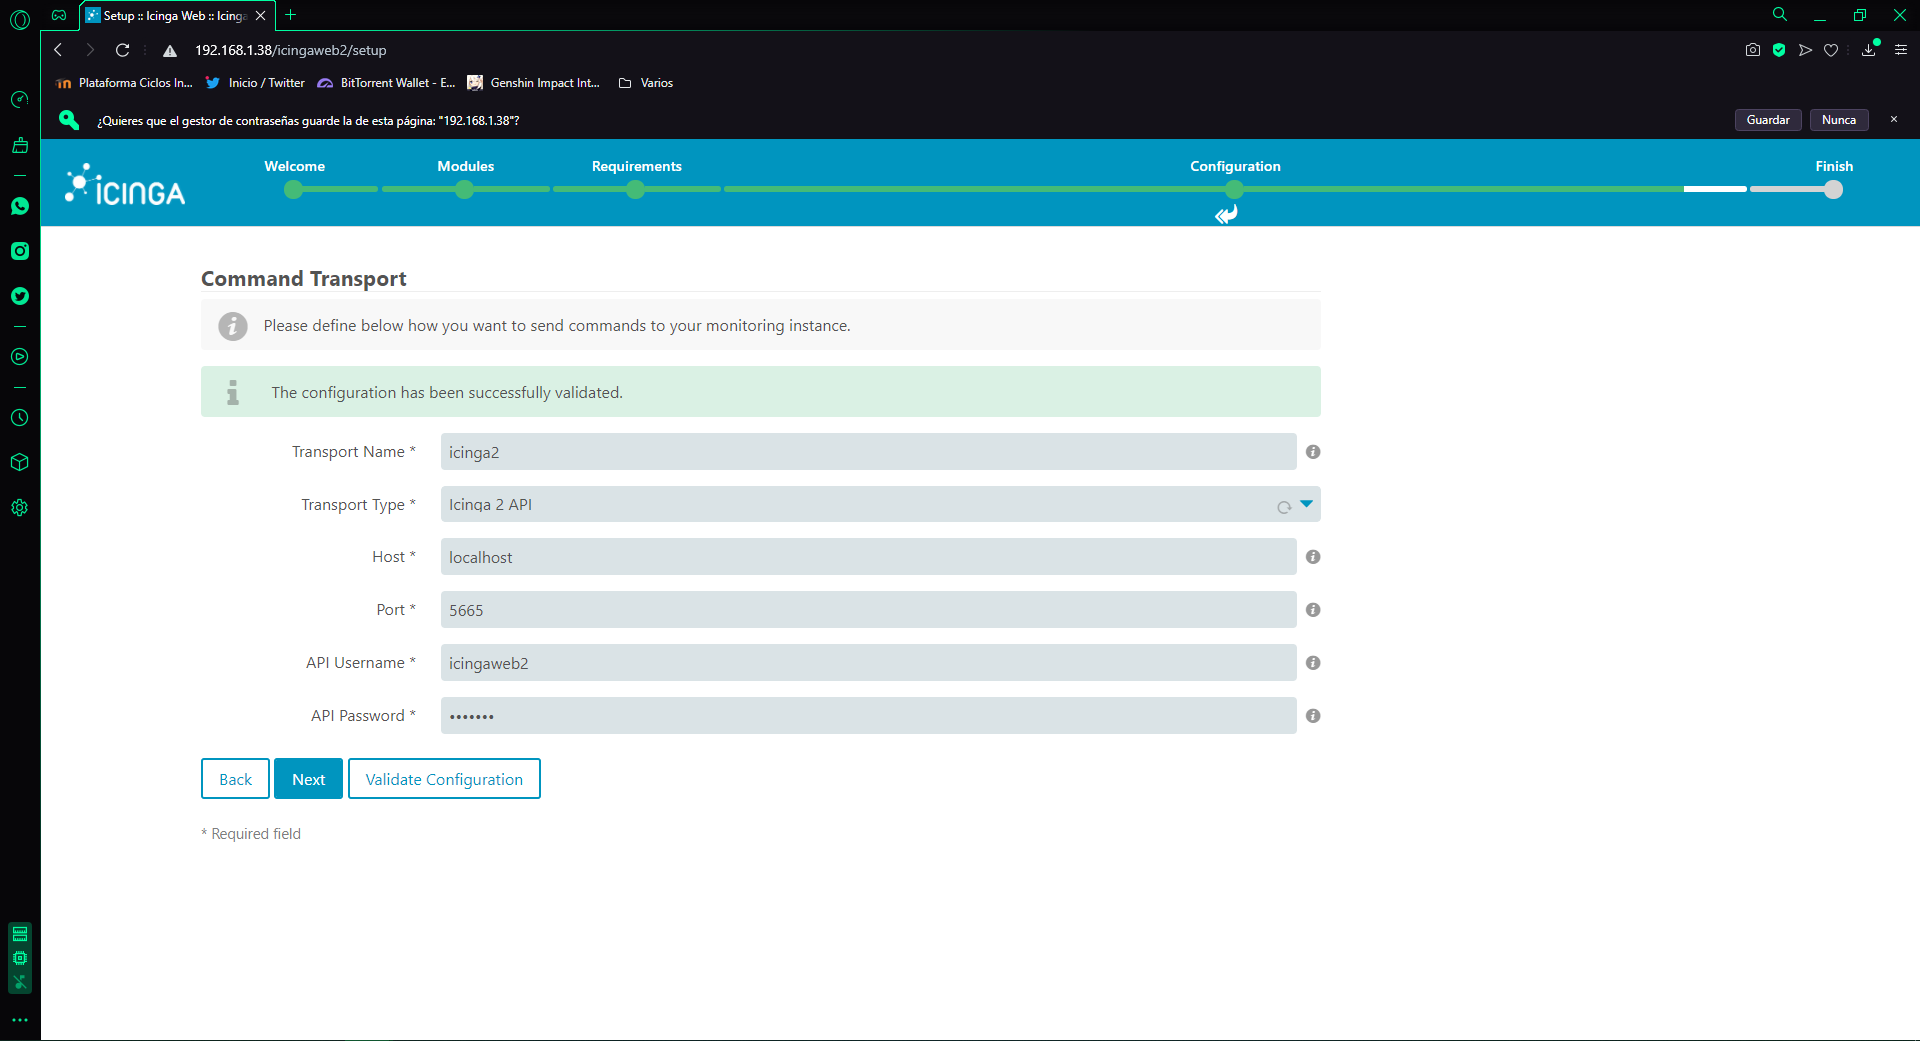 Setup :: Icinga Web :: Icinga
192.168.1.38/icingaweb2/setup
Plataforma Ciclos In...
Inicio / Twitter
BitTorrent Wallet - E...
Genshin Impact Int...
Varios
¿Quieres que el gestor de contraseñas guarde la de esta página: "192.168.1.38"?
Guardar
Nunca
ICINGA
Welcome
Modules
Requirements
Configuration
Finish
Command Transport
Please define below how you want to send commands to your monitoring instance.
The configuration has been successfully validated.
Transport Name *
icinga2
Transport Type *
Icinga 2 API
Host *
localhost
Port *
5665
API Username *
icingaweb2
API Password *
•••••••
Back
Next
Validate Configuration
* Required field